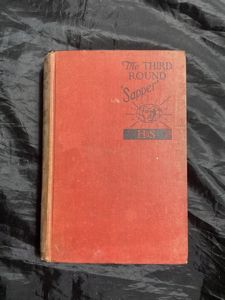 The THIRD
ROUND
'Sapper'
H&S